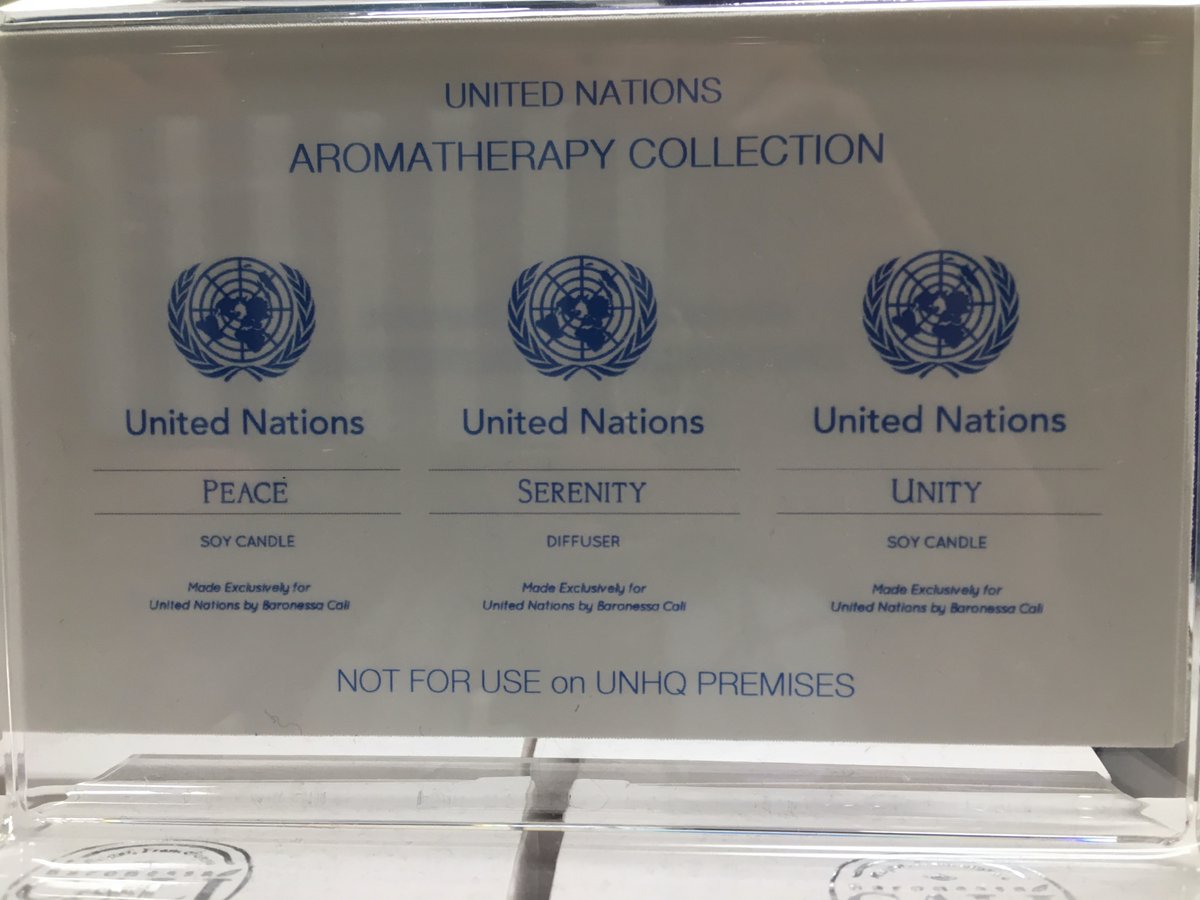 UNITED NATIONS
AROMATHERAPY COLLECTION
United Nations
PEACE
SOY CANDLE
Made Exclusively for
United Nations by Baronessa Cali
United Nations
SERENITY
DIFFUSER
Made Exclusively for
United Nations by Baronessa Cali
United Nations
UNITY
SOY CANDLE
Made Exclusively for
United Nations by Baronessa Cali
NOT FOR USE on UNHQ PREMISES